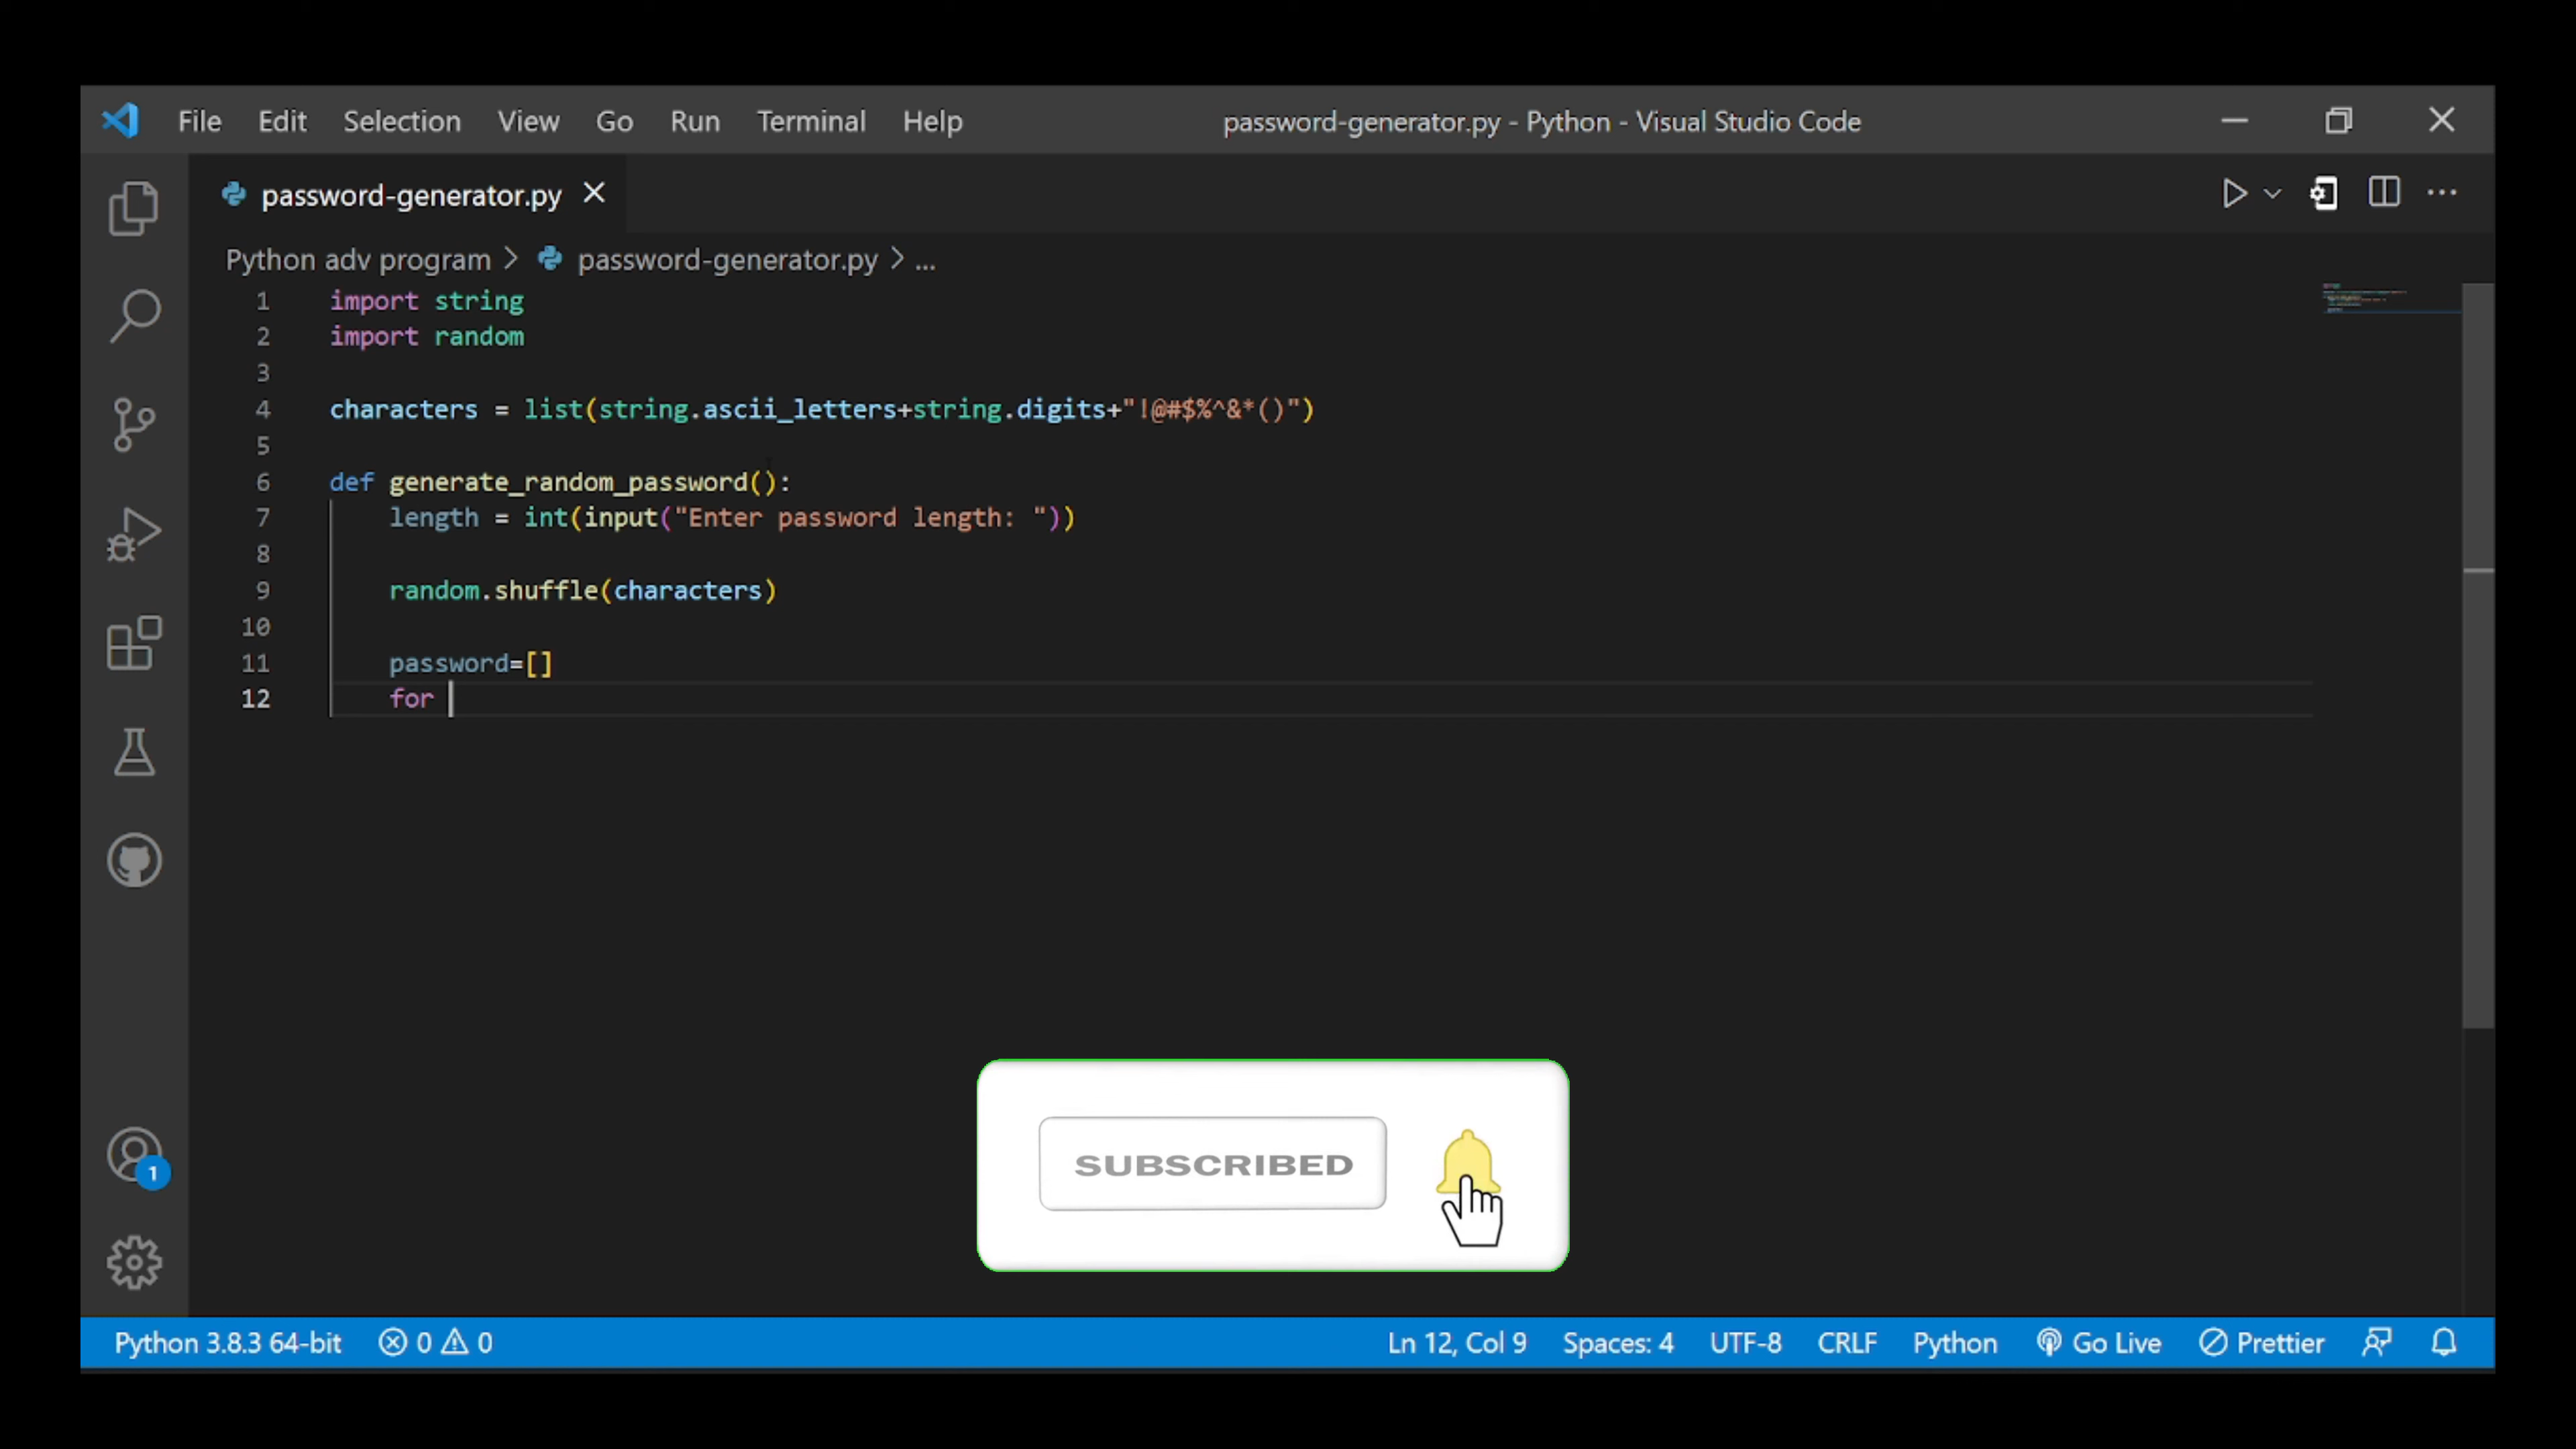 File Edit Selection View Go Run Terminal Help password-generator.py - Python - Visual Studio Code
password-generator.py
Python adv program > password-generator.py > ...
1 import string
2 import random
3
4 characters = list(string.ascii_letters+string.digits+"!@#$%^&*()")
5
6 def generate_random_password():
7 length = int(input("Enter password length: "))
8
9 random.shuffle(characters)
10
11 password=[]
12 for
SUBSCRIBED
1
Python 3.8.3 64-bit 0 0 Ln 12, Col 9 Spaces: 4 UTF-8 CRLF Python Go Live Prettier